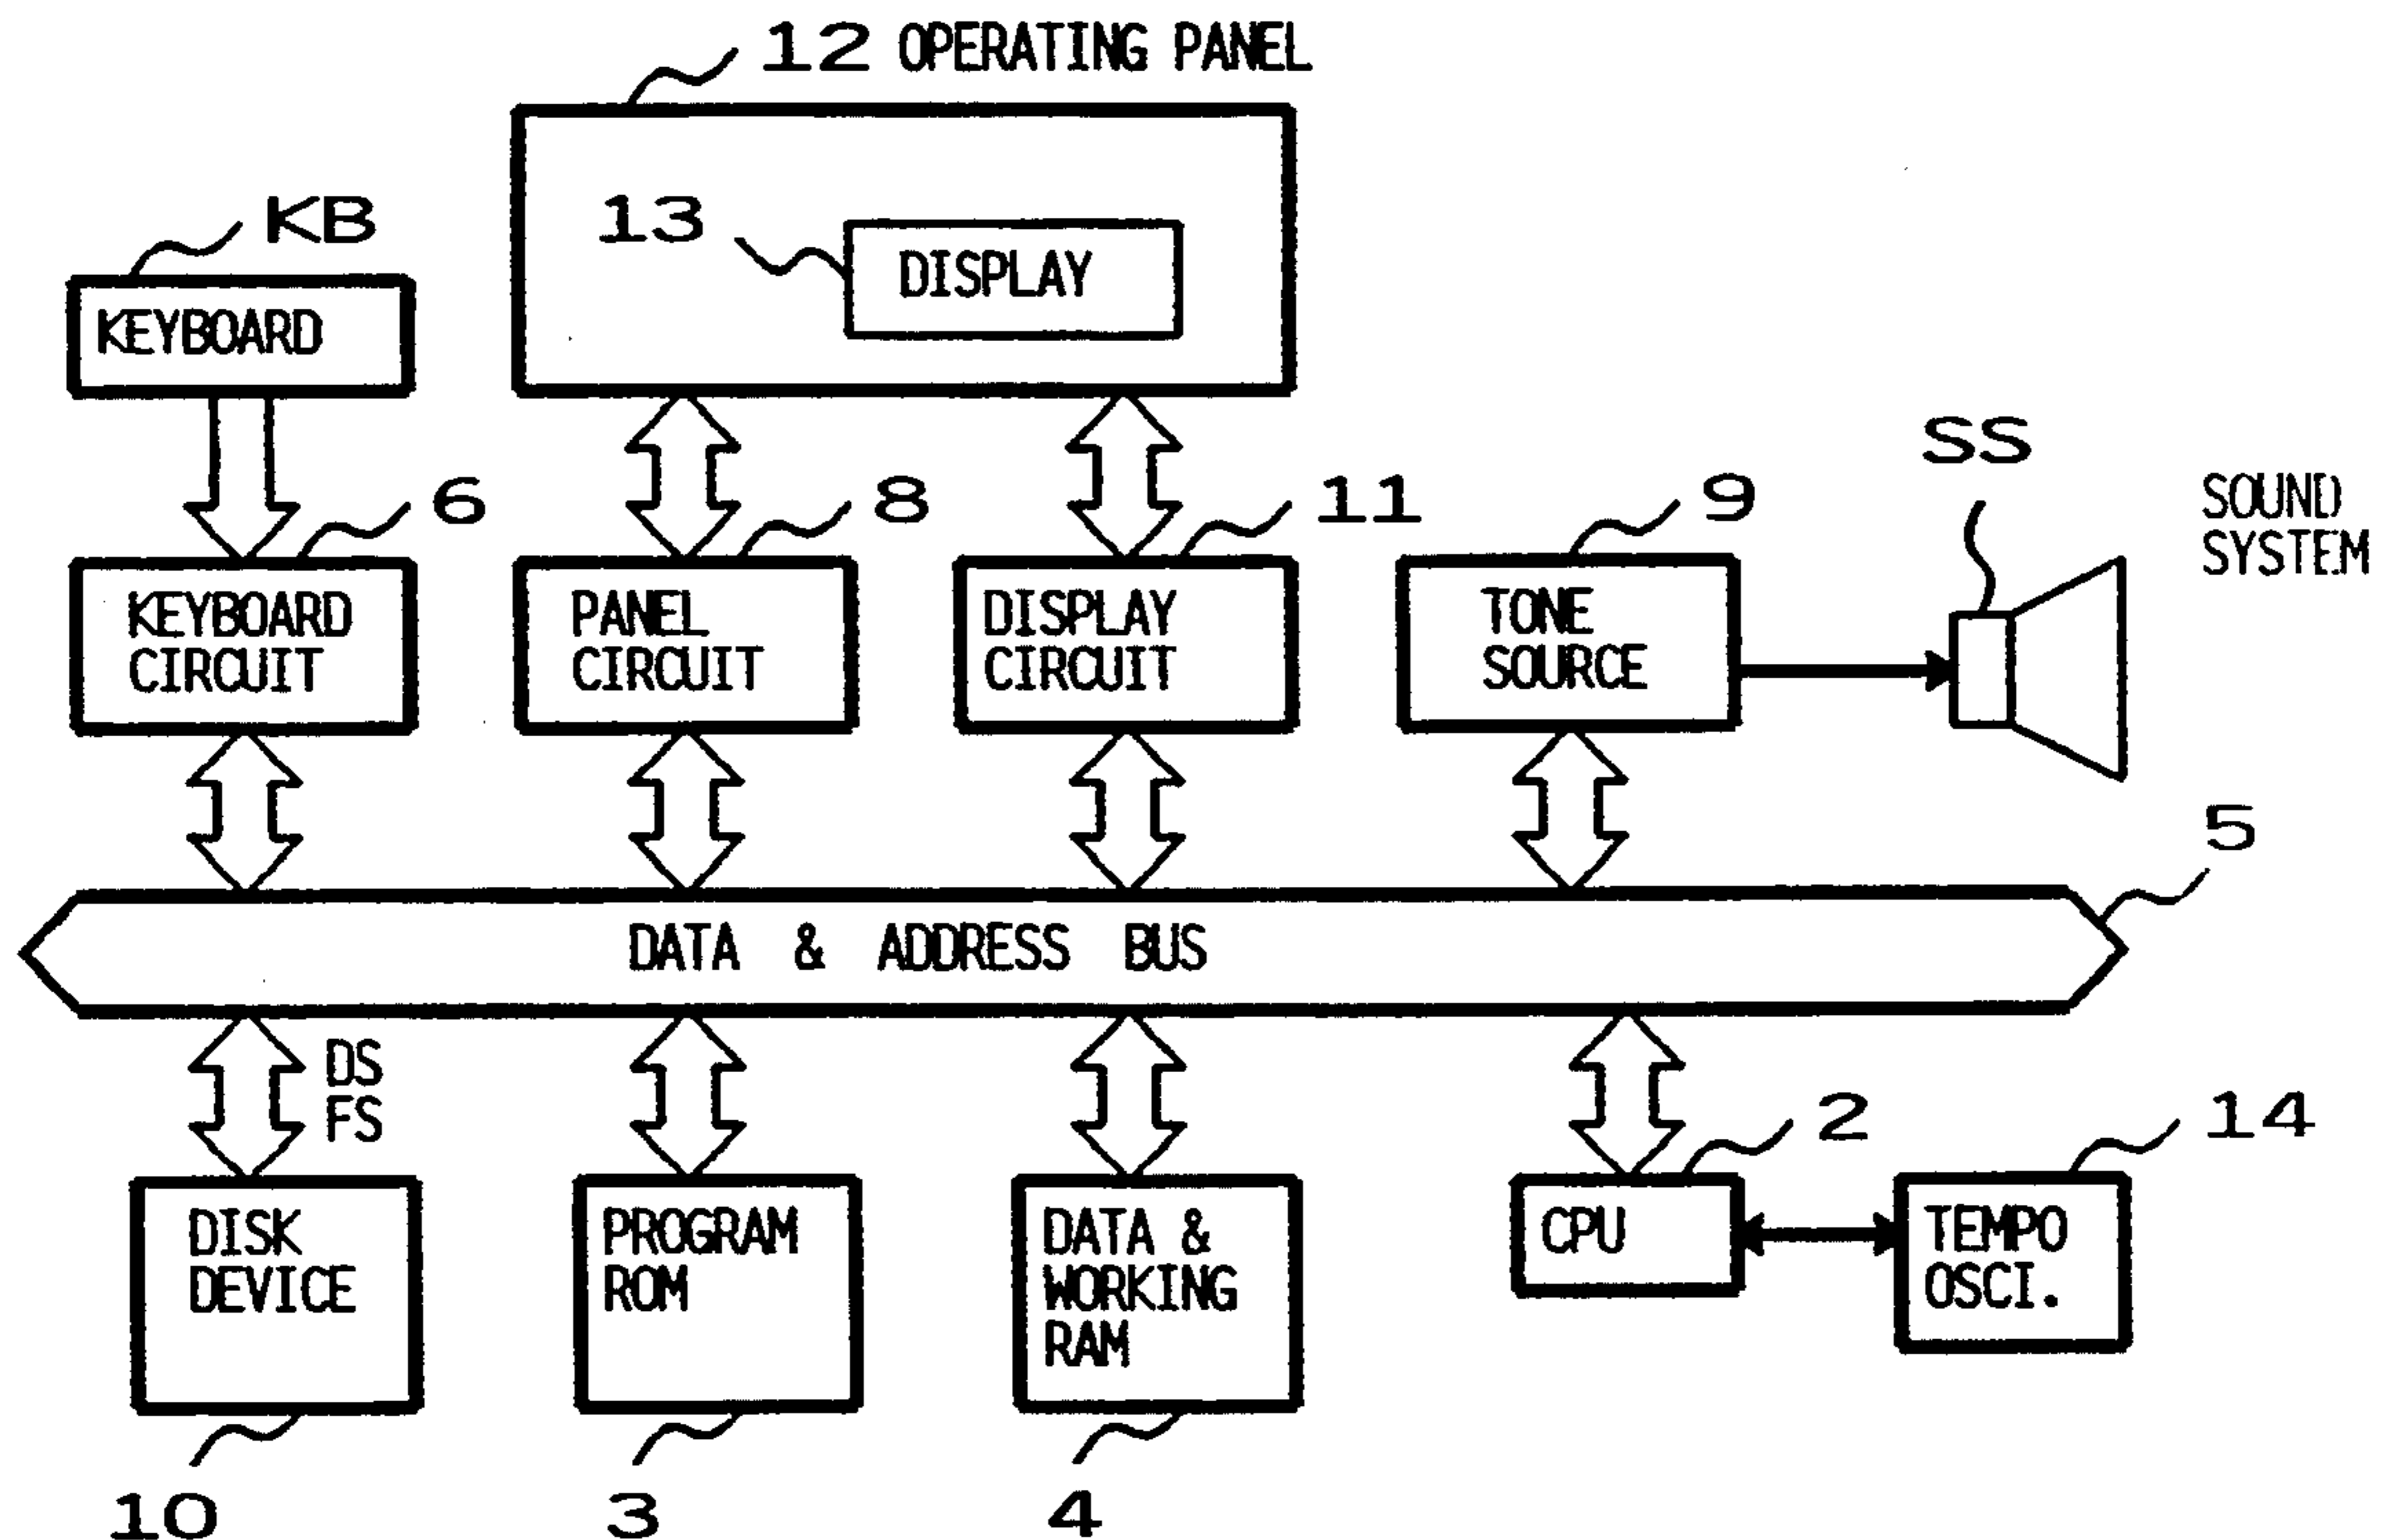 12 OPERATING PANEL
13
DISPLAY
KB
KEYBOARD
6
8
11
9
SS
SOUND
SYSTEM
KEYBOARD
CIRCUIT
PANEL
CIRCUIT
DISPLAY
CIRCUIT
TONE
SOURCE
5
DATA & ADDRESS BUS
DS
FS
2
14
DISK
DEVICE
PROGRAM
ROM
DATA &
WORKING
RAM
CPU
TEMPO
OSCI.
10
3
4